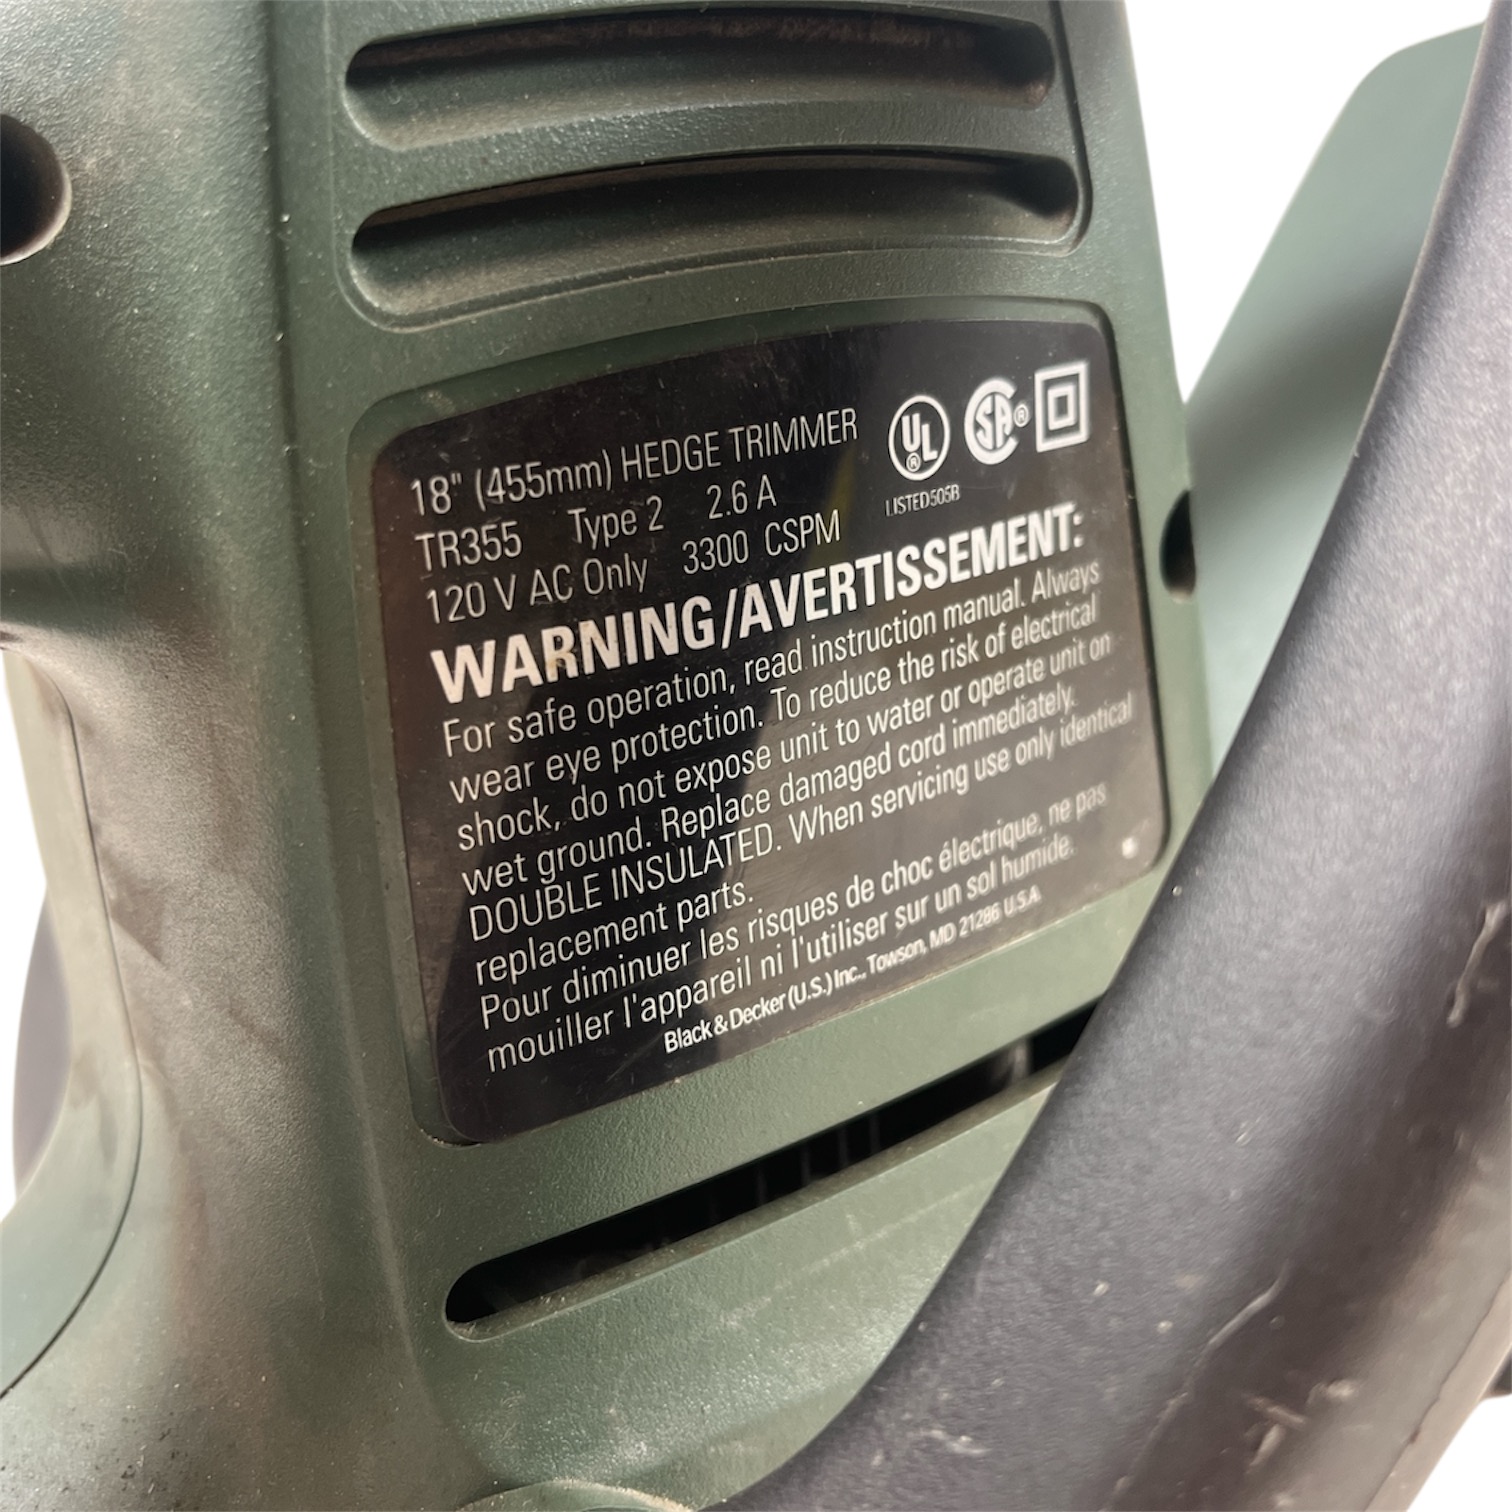 18" (455mm) HEDGE TRIMMER
TR355 Type 2 2.6 A
120 V AC Only 3300 CSPM
UL ®
SA ®
LISTED 505B
WARNING/AVERTISSEMENT:
For safe operation, read instruction manual. Always
wear eye protection. To reduce the risk of electrical
shock, do not expose unit to water or operate unit on
wet ground. Replace damaged cord immediately.
DOUBLE INSULATED. When servicing use only identical
replacement parts.
Pour diminuer les risques de choc électrique, ne pas
mouiller l'appareil ni l'utiliser sur un sol humide.
Black & Decker (U.S.) Inc., Towson, MD 21286 U.S.A.